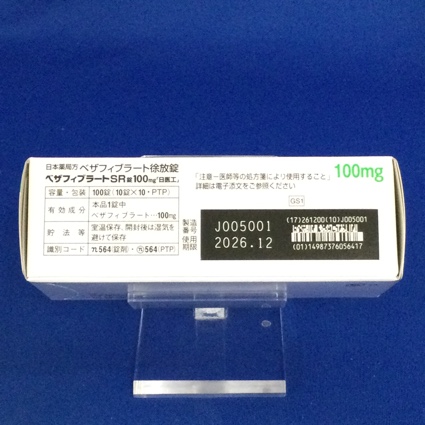 日本薬局方 ベザフィブラート徐放錠
ベザフィブラートSR錠100mg「日医工」
容量・包装 100錠(10錠×10・PTP)
有効成分 本品1錠中
ベザフィブラート…100mg
貯法等 室温保存、開封後は湿気を
避けて保存
識別コード π564(錠剤)・ⓝ564(PTP)
「注意－医師等の処方箋により使用すること」
詳細は電子添文をご参照ください
100mg
GS1
製造番号 J005001
使用期限 2026.12
(17)261200(10)J005001
(01)14987376056417